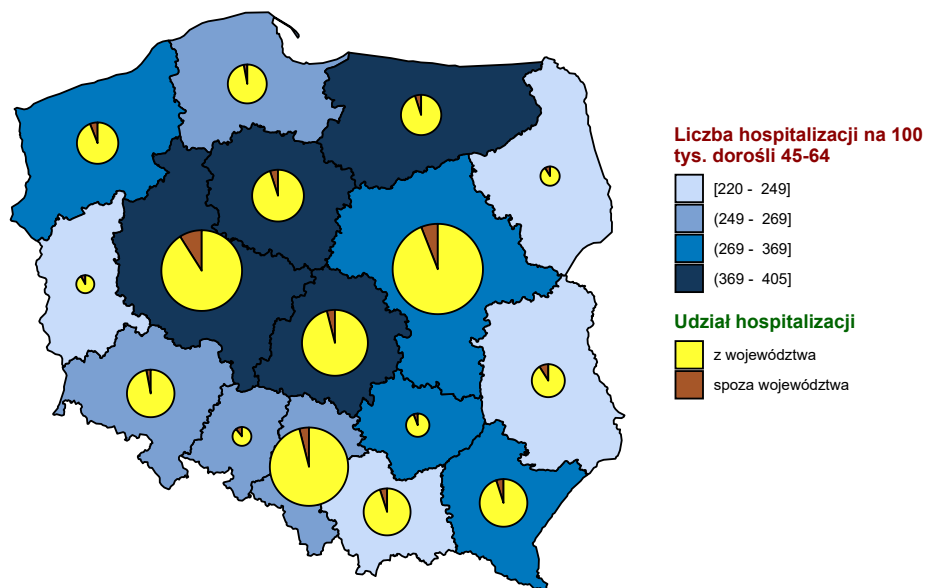 Liczba hospitalizacji na 100
tys. dorośli 45-64
[220 - 249]
(249 - 269]
(269 - 369]
(369 - 405]
Udział hospitalizacji
z województwa
spoza województwa